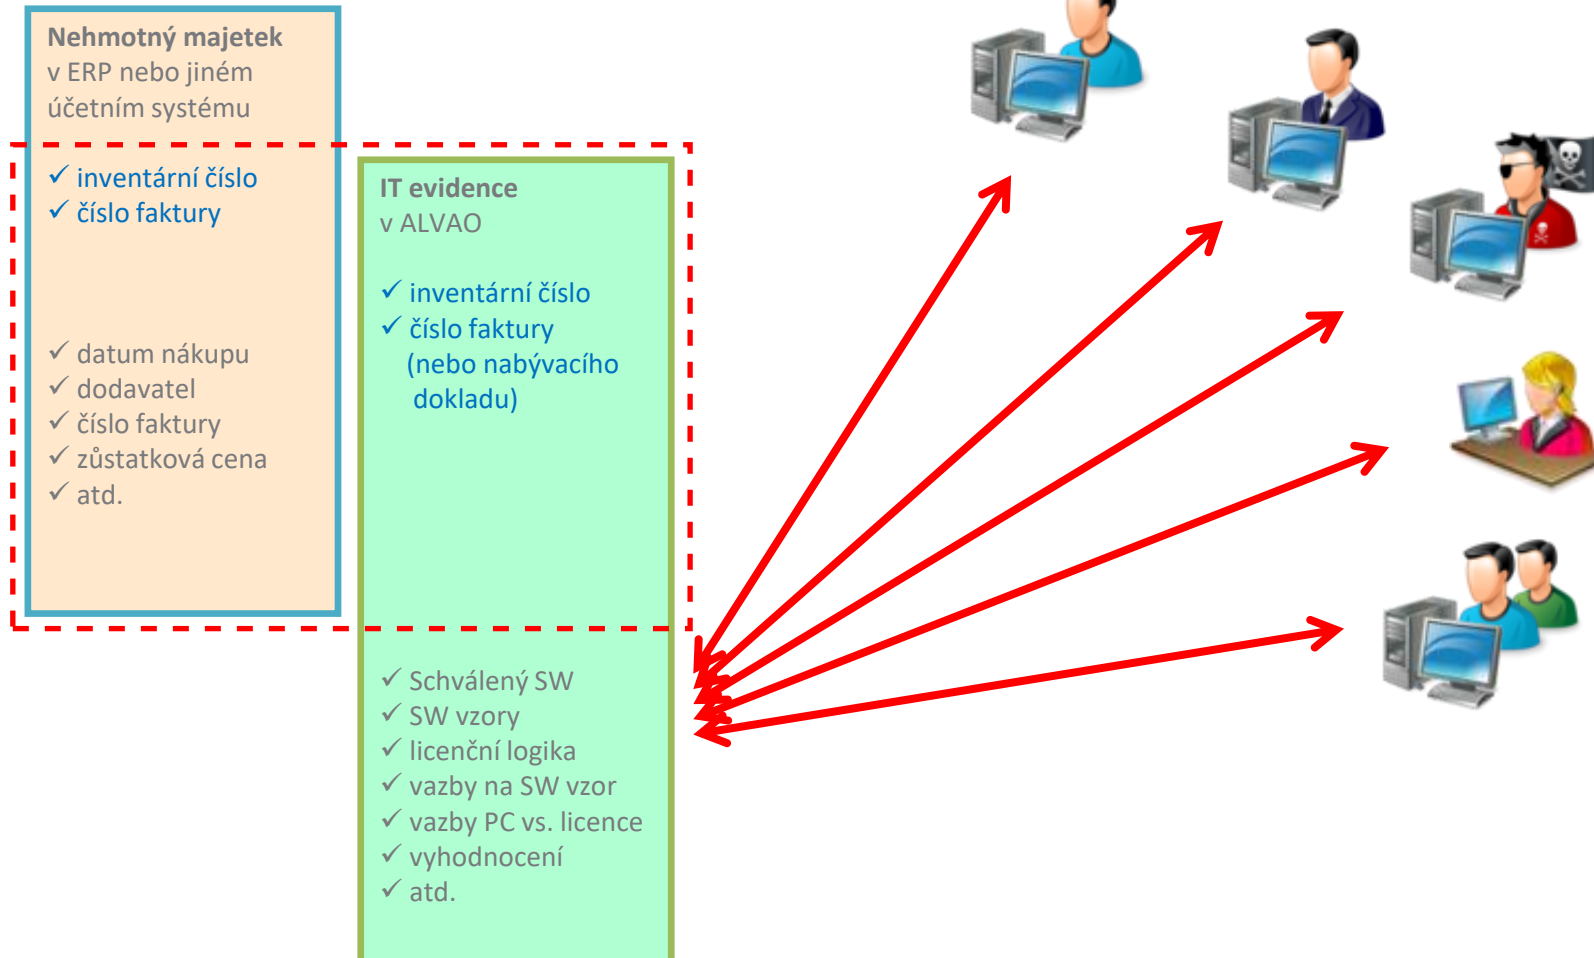 Nehmotný majetek
v ERP nebo jiném
účetním systému
✓ inventární číslo
✓ číslo faktury
✓ datum nákupu
✓ dodavatel
✓ číslo faktury
✓ zůstatková cena
✓ atd.
IT evidence
v ALVAO
✓ inventární číslo
✓ číslo faktury
(nebo nabývacího
dokladu)
✓ Schválený SW
✓ SW vzory
✓ licenční logika
✓ vazby na SW vzor
✓ vazby PC vs. licence
✓ vyhodnocení
✓ atd.